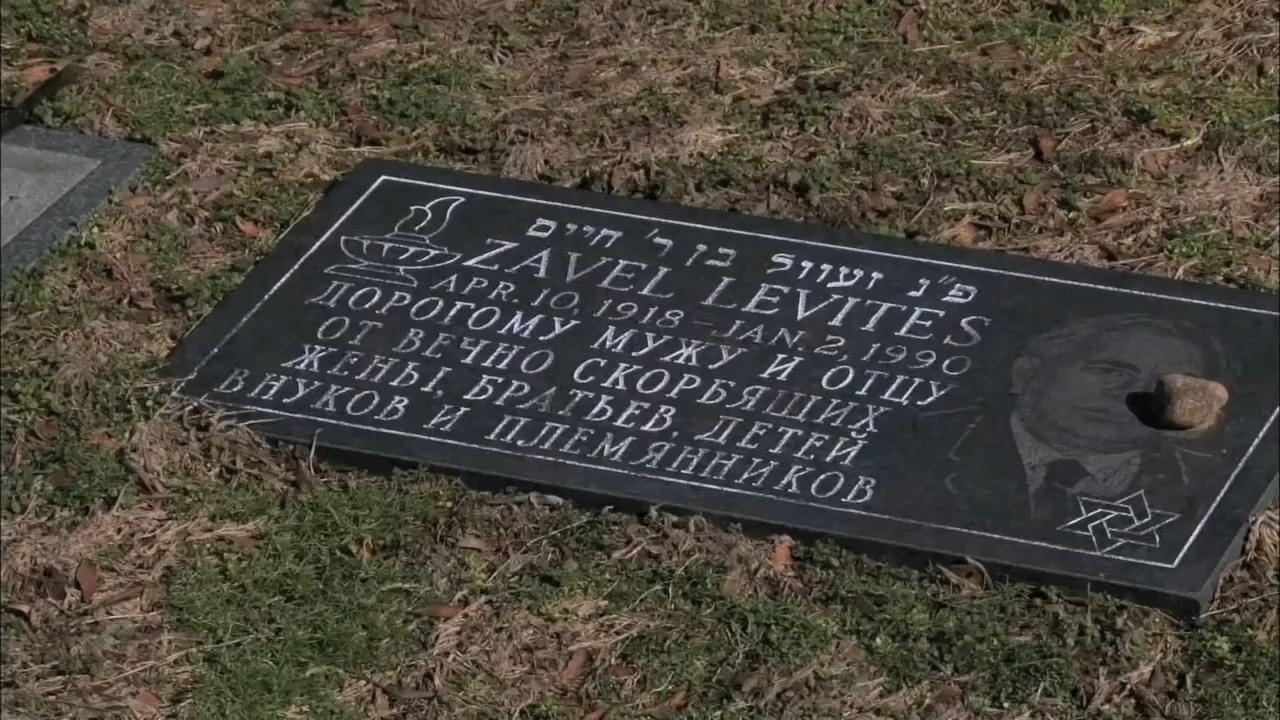 פ"נ זעוול בן ר' חיים
ZAVEL LEVITES
APR. 10, 1918 – JAN. 2, 1990
ДОРОГОМУ МУЖУ И ОТЦУ
ОТ ВЕЧНО СКОРБЯЩИХ
ЖЕНЫ, БРАТЬЕВ, ДЕТЕЙ
ВНУКОВ И ПЛЕМЯННИКОВ